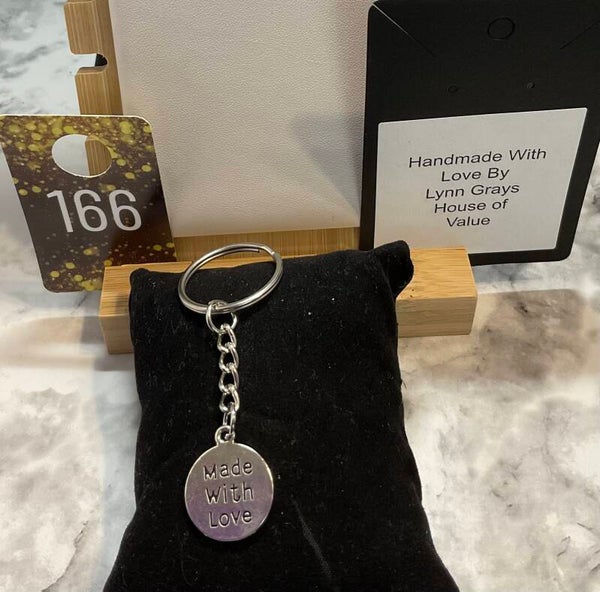 166
Handmade With
Love By
Lynn Grays
House of
Value
Made
With
Love